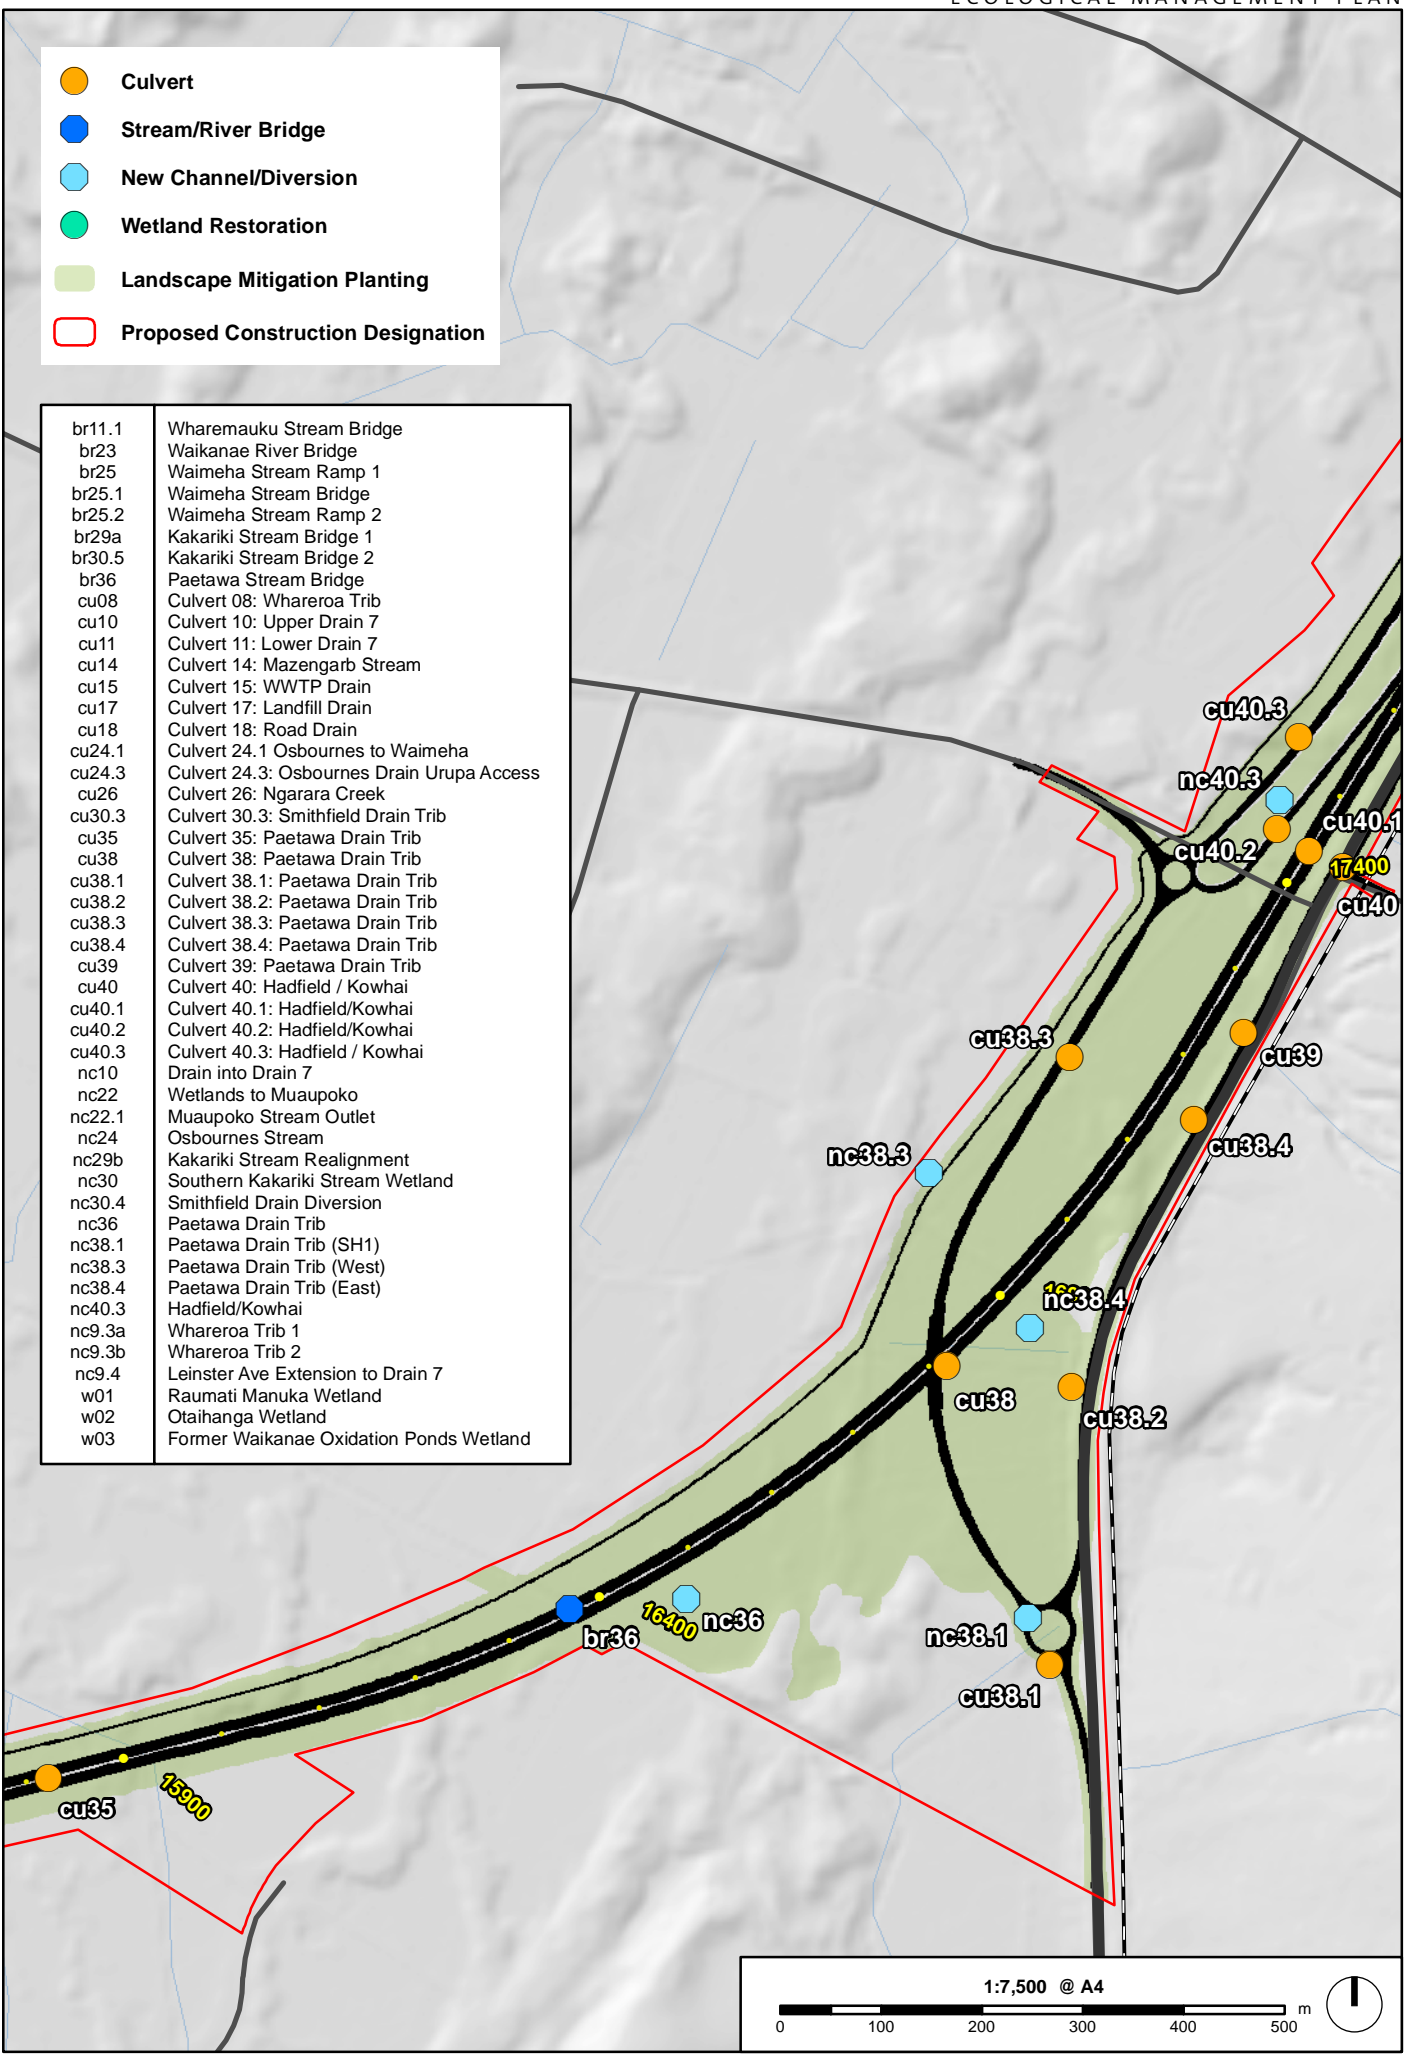 ECOLOGICAL MANAGEMENT PLAN
Culvert
Stream/River Bridge
New Channel/Diversion
Wetland Restoration
Landscape Mitigation Planting
Proposed Construction Designation
br11.1 Wharemauku Stream Bridge
br23 Waikanae River Bridge
br25 Waimeha Stream Ramp 1
br25.1 Waimeha Stream Bridge
br25.2 Waimeha Stream Ramp 2
br29a Kakariki Stream Bridge 1
br30.5 Kakariki Stream Bridge 2
br36 Paetawa Stream Bridge
cu08 Culvert 08: Whareroa Trib
cu10 Culvert 10: Upper Drain 7
cu11 Culvert 11: Lower Drain 7
cu14 Culvert 14: Mazengarb Stream
cu15 Culvert 15: WWTP Drain
cu17 Culvert 17: Landfill Drain
cu18 Culvert 18: Road Drain
cu24.1 Culvert 24.1 Osbournes to Waimeha
cu24.3 Culvert 24.3: Osbournes Drain Urupa Access
cu26 Culvert 26: Ngarara Creek
cu30.3 Culvert 30.3: Smithfield Drain Trib
cu35 Culvert 35: Paetawa Drain Trib
cu38 Culvert 38: Paetawa Drain Trib
cu38.1 Culvert 38.1: Paetawa Drain Trib
cu38.2 Culvert 38.2: Paetawa Drain Trib
cu38.3 Culvert 38.3: Paetawa Drain Trib
cu38.4 Culvert 38.4: Paetawa Drain Trib
cu39 Culvert 39: Paetawa Drain Trib
cu40 Culvert 40: Hadfield / Kowhai
cu40.1 Culvert 40.1: Hadfield/Kowhai
cu40.2 Culvert 40.2: Hadfield/Kowhai
cu40.3 Culvert 40.3: Hadfield / Kowhai
nc10 Drain into Drain 7
nc22 Wetlands to Muaupoko
nc22.1 Muaupoko Stream Outlet
nc24 Osbournes Stream
nc29b Kakariki Stream Realignment
nc30 Southern Kakariki Stream Wetland
nc30.4 Smithfield Drain Diversion
nc36 Paetawa Drain Trib
nc38.1 Paetawa Drain Trib (SH1)
nc38.3 Paetawa Drain Trib (West)
nc38.4 Paetawa Drain Trib (East)
nc40.3 Hadfield/Kowhai
nc9.3a Whareroa Trib 1
nc9.3b Whareroa Trib 2
nc9.4 Leinster Ave Extension to Drain 7
w01 Raumati Manuka Wetland
w02 Otaihanga Wetland
w03 Former Waikanae Oxidation Ponds Wetland
cu40.3
nc40.3
cu40.1
cu40.2
17400
cu40
cu38.3
cu39
cu38.4
nc38.3
nc38.4
cu38
cu38.2
16400
nc36
br36
nc38.1
cu38.1
15900
cu35
1:7,500 @ A4
m
0 100 200 300 400 500